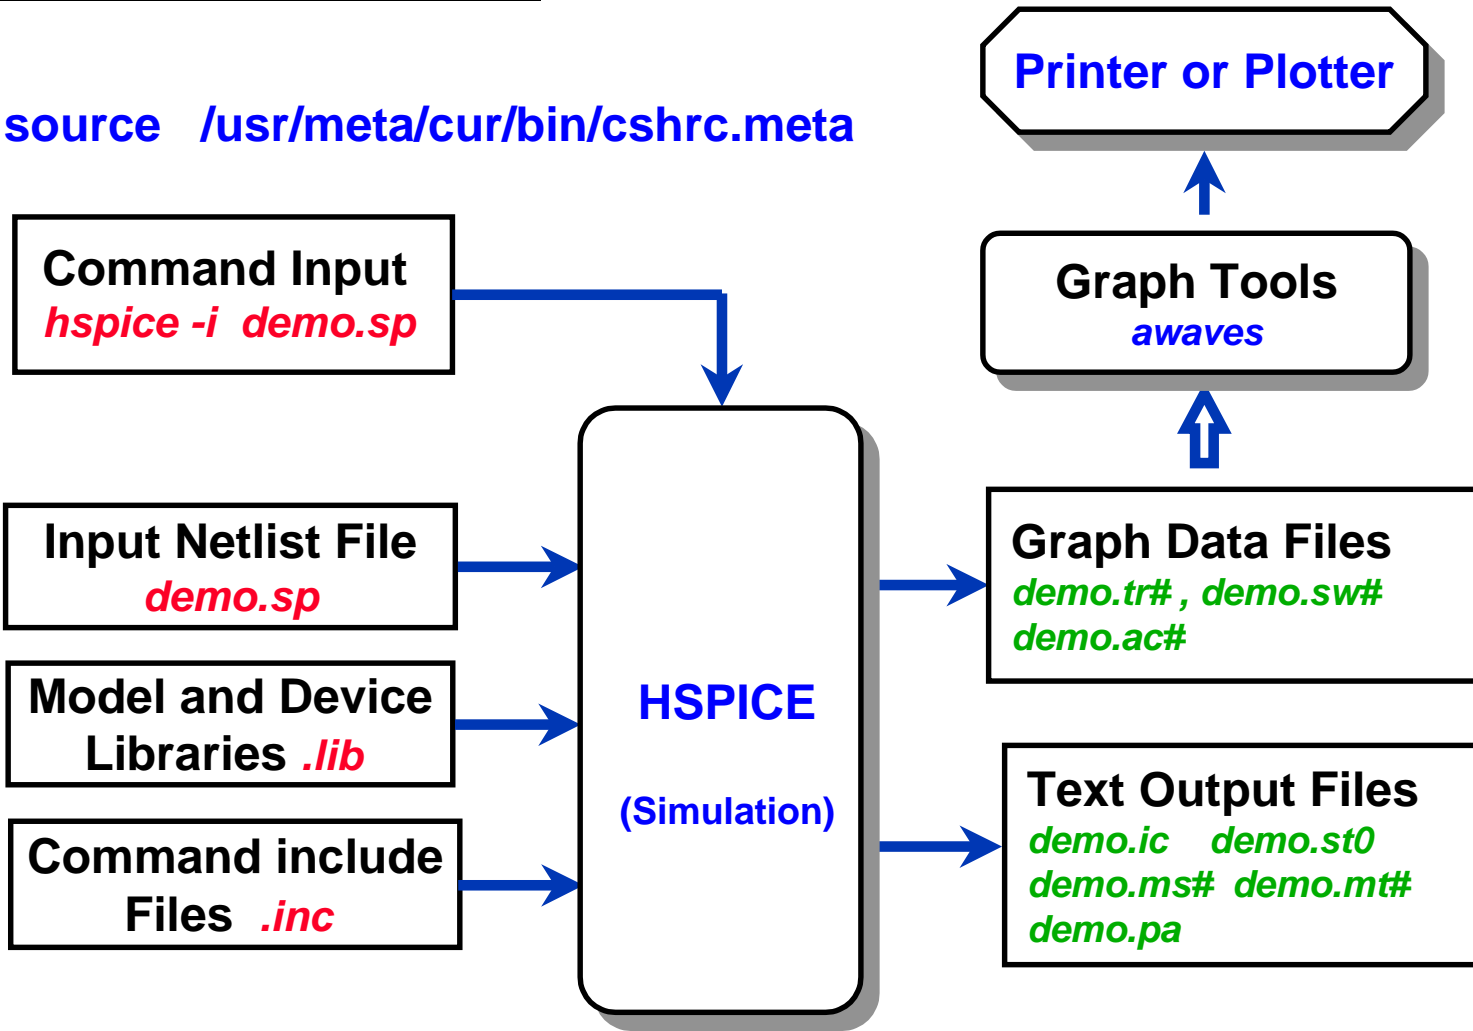 Printer or Plotter
source /usr/meta/cur/bin/cshrc.meta
Command Input
hspice -i demo.sp
Graph Tools
awaves
Input Netlist File
demo.sp
Model and Device
Libraries .lib
Command include
Files .inc
HSPICE
(Simulation)
Graph Data Files
demo.tr# , demo.sw#
demo.ac#
Text Output Files
demo.ic demo.st0
demo.ms# demo.mt#
demo.pa